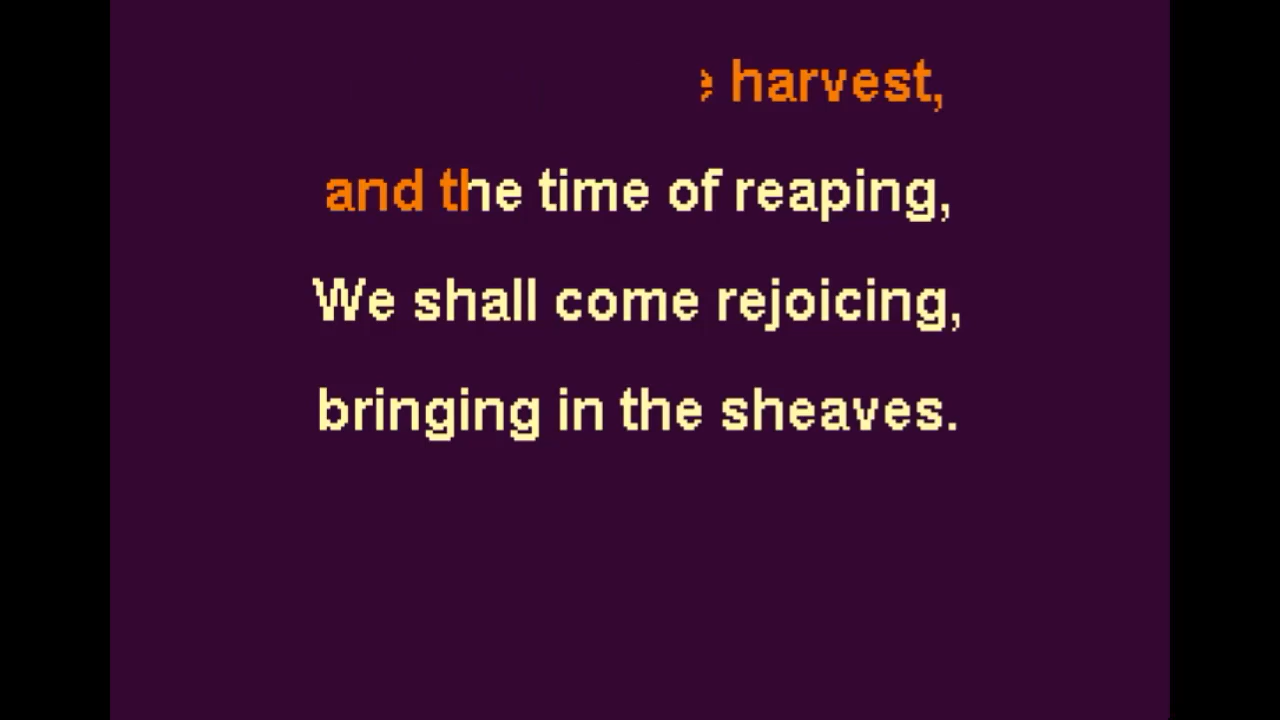 harvest,
and the time of reaping,
We shall come rejoicing,
bringing in the sheaves.